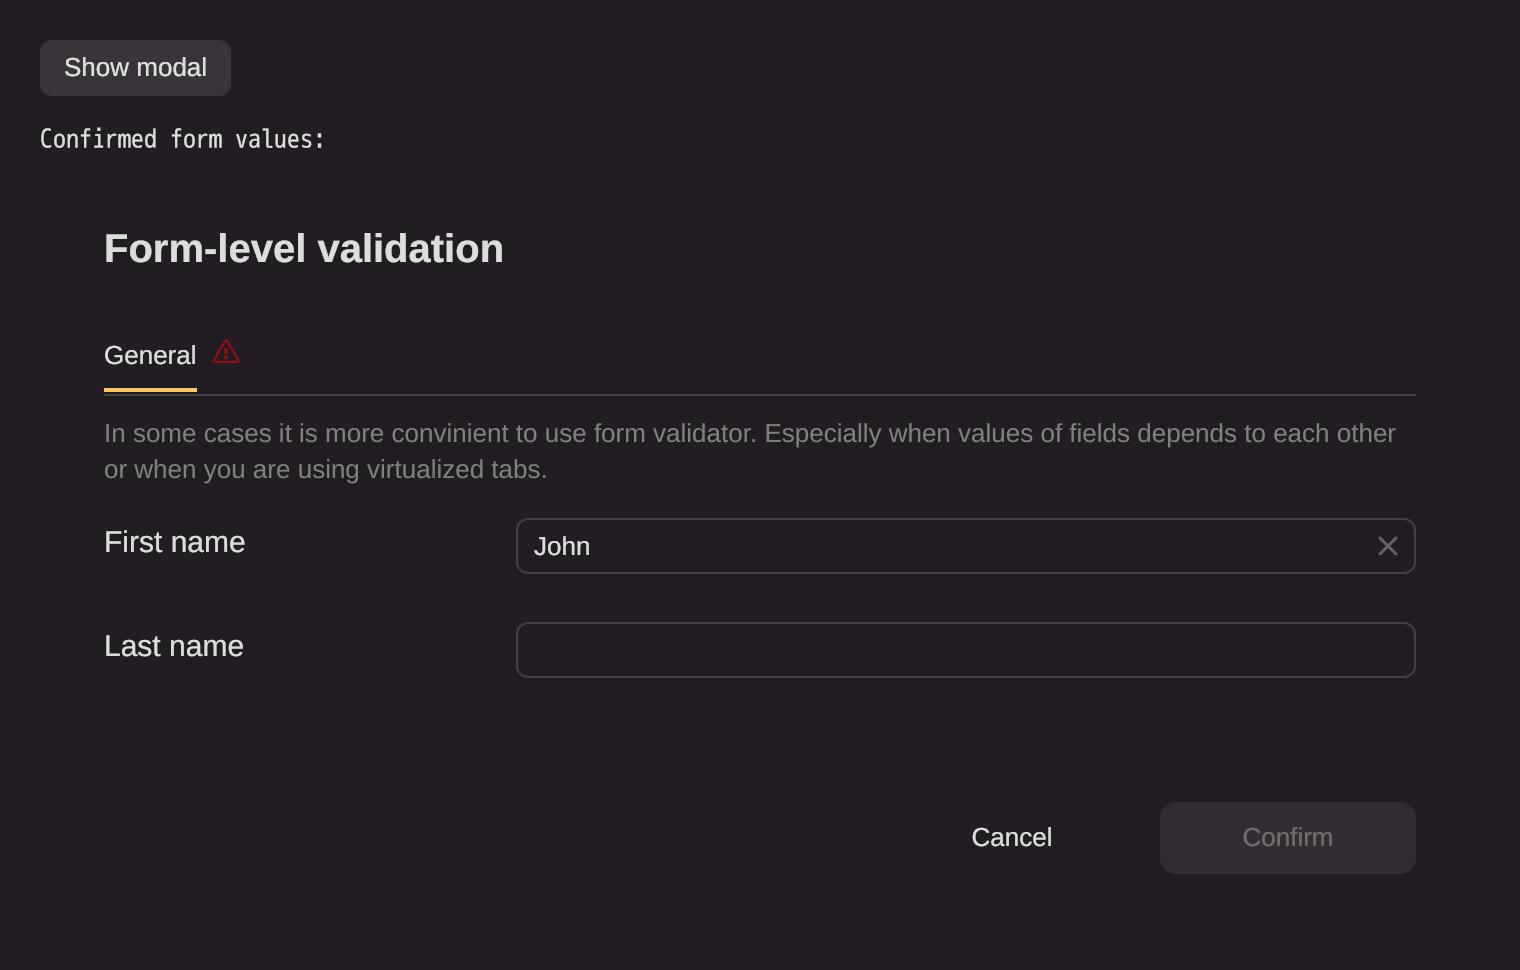 Show modal
Confirmed form values:
Form-level validation
General
In some cases it is more convinient to use form validator. Especially when values of fields depends to each other
or when you are using virtualized tabs.
First name
John
Last name
Cancel
Confirm